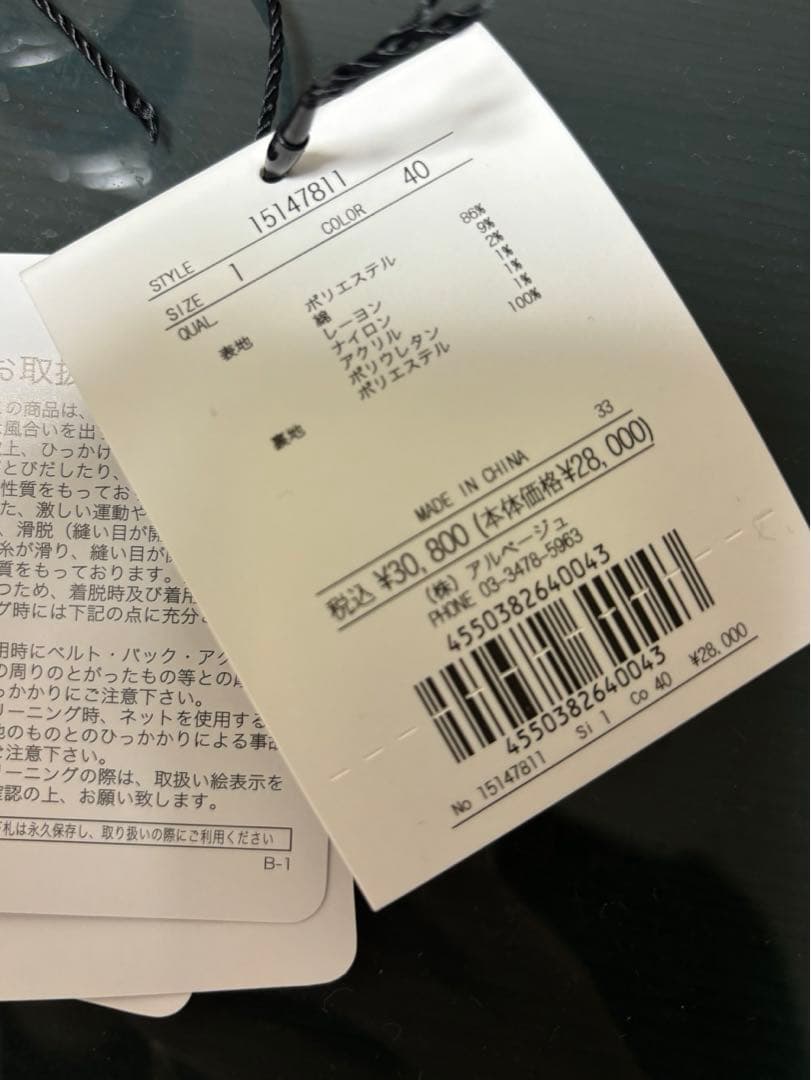 STYLE 15147811
SIZE 1 COLOR 40
QUAL
表地 ポリエステル 86%
綿 9%
レーヨン 2%
ナイロン 1%
アクリル 1%
ポリウレタン 1%
裏地 ポリエステル 100%
33
MADE IN CHINA
税込 ¥30,800 (本体価格¥28,000)
(株) アルページュ
PHONE 03-3478-5963
4550382640043
4550382640043
No 15147811 Si 1 Co 40 ¥28,000
お取扱
の商品は、
風合いを出
上、ひっかけ
とびだしたり、
性質をもってお
た、激しい運動や
、滑脱(縫い目が開
糸が滑り、縫い目が
質をもっております。
つため、着脱時及び着用
グ時には下記の点に充分
用時にベルト・バック・アク
の周りのとがったもの等との
っかかりにご注意下さい。
リーニング時、ネットを使用する
他のものとのひっかかりによる事故
ご注意下さい。
リーニングの際は、取扱い絵表示を
確認の上、お願い致します。
札は永久保存し、取り扱いの際にご利用ください
B-1